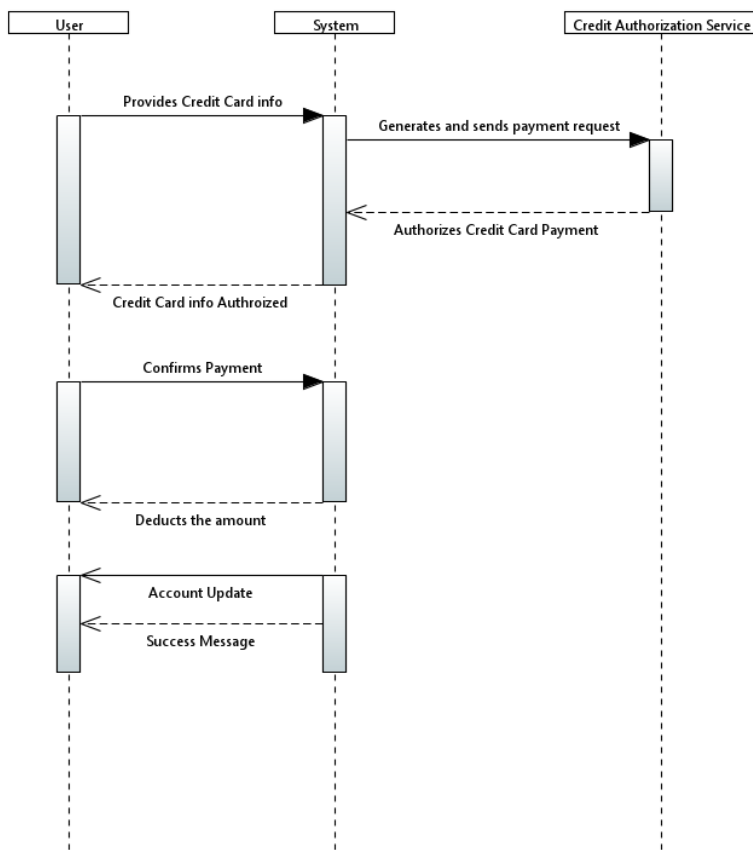 User
System
Credit Authorization Service
Provides Credit Card info
Generates and sends payment request
Authorizes Credit Card Payment
Credit Card info Authroized
Confirms Payment
Deducts the amount
Account Update
Success Message